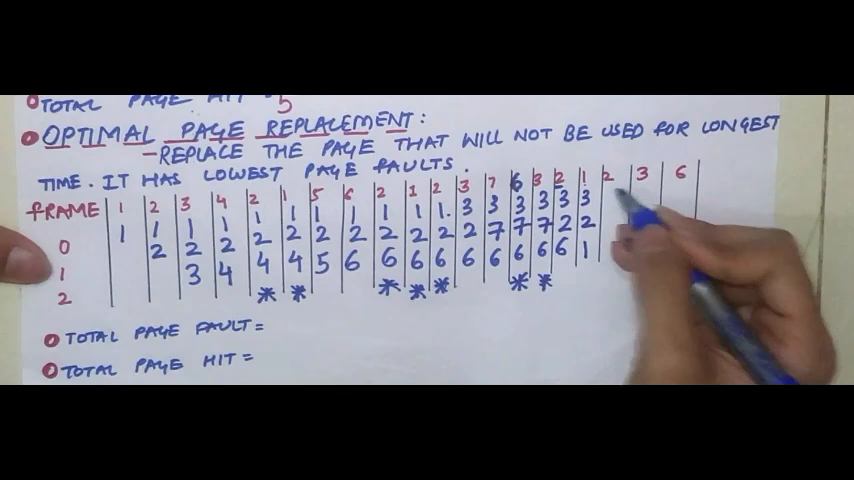 TOTAL PAGE HIT = 5
OPTIMAL PAGE REPLACEMENT:
-REPLACE THE PAGE THAT WILL NOT BE USED FOR LONGEST
TIME. IT HAS LOWEST PAGE FAULTS.
FRAME 1 2 3 4 2 1 5 6 2 1 2 3 7 6 3 2 1 2 3 6
0 1 1 1 1 1 1 1 1 1 1 1. 3 3 3 3 3 3
1 2 2 2 2 2 2 2 2 2 2 2 7 7 7 2 2
2 3 4 4 4 5 6 6 6 6 6 6 6 6 6 1
* * * * * * *
TOTAL PAGE FAULT =
TOTAL PAGE HIT =